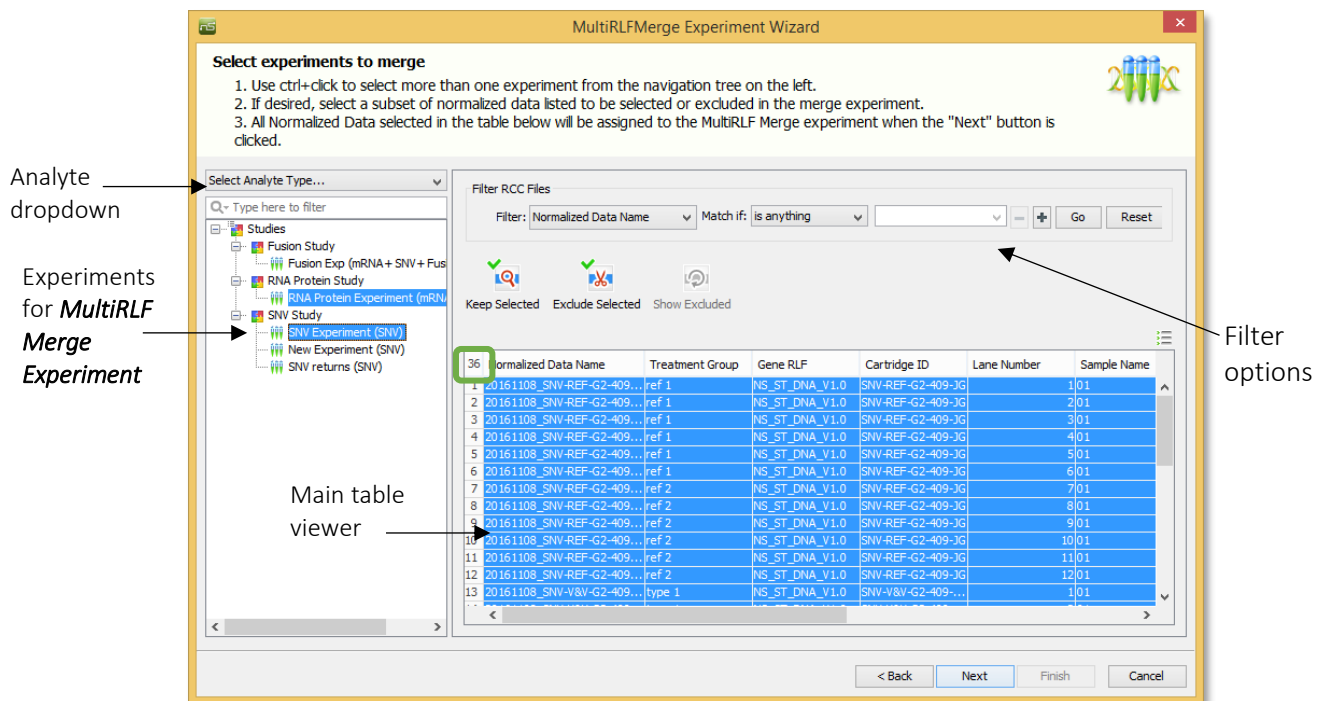 MultiRLFMerge Experiment Wizard
Select experiments to merge
1. Use ctrl+click to select more than one experiment from the navigation tree on the left.
2. If desired, select a subset of normalized data listed to be selected or excluded in the merge experiment.
3. All Normalized Data selected in the table below will be assigned to the MultiRLF Merge experiment when the "Next" button is
clicked.
Analyte
dropdown
Select Analyte Type...
Type here to filter
Studies
Fusion Study
Fusion Exp (mRNA+SNV+Fus
RNA Protein Study
RNA Protein Experiment (mRN
SNV Study
SNV Experiment (SNV)
New Experiment (SNV)
SNV returns (SNV)
Experiments
for MultiRLF
Merge
Experiment
Filter RCC Files
Filter: Normalized Data Name Match if: is anything Go Reset
Keep Selected Exclude Selected Show Excluded
Filter
options
Main table
viewer
36 Normalized Data Name Treatment Group Gene RLF Cartridge ID Lane Number Sample Name
1 20161108_SNV-REF-G2-409... ref 1 NS_ST_DNA_V1.0 SNV-REF-G2-409-JG 1 01
2 20161108_SNV-REF-G2-409... ref 1 NS_ST_DNA_V1.0 SNV-REF-G2-409-JG 2 01
3 20161108_SNV-REF-G2-409... ref 1 NS_ST_DNA_V1.0 SNV-REF-G2-409-JG 3 01
4 20161108_SNV-REF-G2-409... ref 1 NS_ST_DNA_V1.0 SNV-REF-G2-409-JG 4 01
5 20161108_SNV-REF-G2-409... ref 1 NS_ST_DNA_V1.0 SNV-REF-G2-409-JG 5 01
6 20161108_SNV-REF-G2-409... ref 1 NS_ST_DNA_V1.0 SNV-REF-G2-409-JG 6 01
7 20161108_SNV-REF-G2-409... ref 2 NS_ST_DNA_V1.0 SNV-REF-G2-409-JG 7 01
8 20161108_SNV-REF-G2-409... ref 2 NS_ST_DNA_V1.0 SNV-REF-G2-409-JG 8 01
9 20161108_SNV-REF-G2-409... ref 2 NS_ST_DNA_V1.0 SNV-REF-G2-409-JG 9 01
10 20161108_SNV-REF-G2-409... ref 2 NS_ST_DNA_V1.0 SNV-REF-G2-409-JG 10 01
11 20161108_SNV-REF-G2-409... ref 2 NS_ST_DNA_V1.0 SNV-REF-G2-409-JG 11 01
12 20161108_SNV-REF-G2-409... ref 2 NS_ST_DNA_V1.0 SNV-REF-G2-409-JG 12 01
13 20161108_SNV-V&V-G2-409... type 1 NS_ST_DNA_V1.0 SNV-V&V-G2-409-... 1 01
< Back Next Finish Cancel